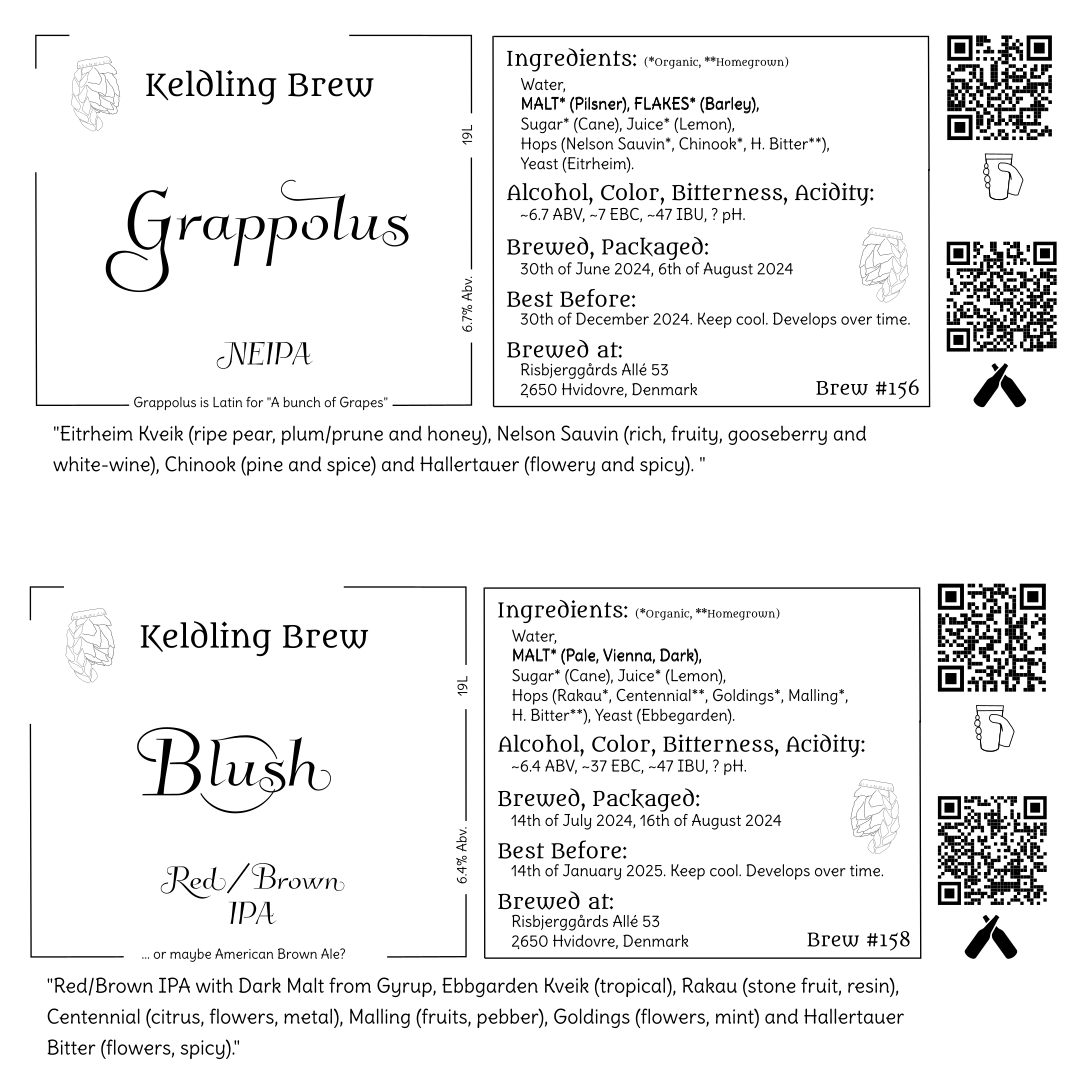 Keldling Brew
19L
Grappolus
6.7% Abv.
NEIPA
Grappolus is Latin for "A bunch of Grapes"
Ingredients: (*Organic, **Homegrown)
Water,
MALT* (Pilsner), FLAKES* (Barley),
Sugar* (Cane), Juice* (Lemon),
Hops (Nelson Sauvin*, Chinook*, H. Bitter**),
Yeast (Eitrheim).
Alcohol, Color, Bitterness, Acidity:
~6.7 ABV, ~7 EBC, ~47 IBU, ? pH.
Brewed, Packaged:
30th of June 2024, 6th of August 2024
Best Before:
30th of December 2024. Keep cool. Develops over time.
Brewed at:
Risbjerggårds Allé 53
2650 Hvidovre, Denmark
Brew #156
"Eitrheim Kveik (ripe pear, plum/prune and honey), Nelson Sauvin (rich, fruity, gooseberry and
white-wine), Chinook (pine and spice) and Hallertauer (flowery and spicy). "
Keldling Brew
19L
Blush
6.4% Abv.
Red/Brown
IPA
... or maybe American Brown Ale?
Ingredients: (*Organic, **Homegrown)
Water,
MALT* (Pale, Vienna, Dark),
Sugar* (Cane), Juice* (Lemon),
Hops (Rakau*, Centennial**, Goldings*, Malling*,
H. Bitter**), Yeast (Ebbegarden).
Alcohol, Color, Bitterness, Acidity:
~6.4 ABV, ~37 EBC, ~47 IBU, ? pH.
Brewed, Packaged:
14th of July 2024, 16th of August 2024
Best Before:
14th of January 2025. Keep cool. Develops over time.
Brewed at:
Risbjerggårds Allé 53
2650 Hvidovre, Denmark
Brew #158
"Red/Brown IPA with Dark Malt from Gyrup, Ebbgarden Kveik (tropical), Rakau (stone fruit, resin),
Centennial (citrus, flowers, metal), Malling (fruits, pebber), Goldings (flowers, mint) and Hallertauer
Bitter (flowers, spicy)."